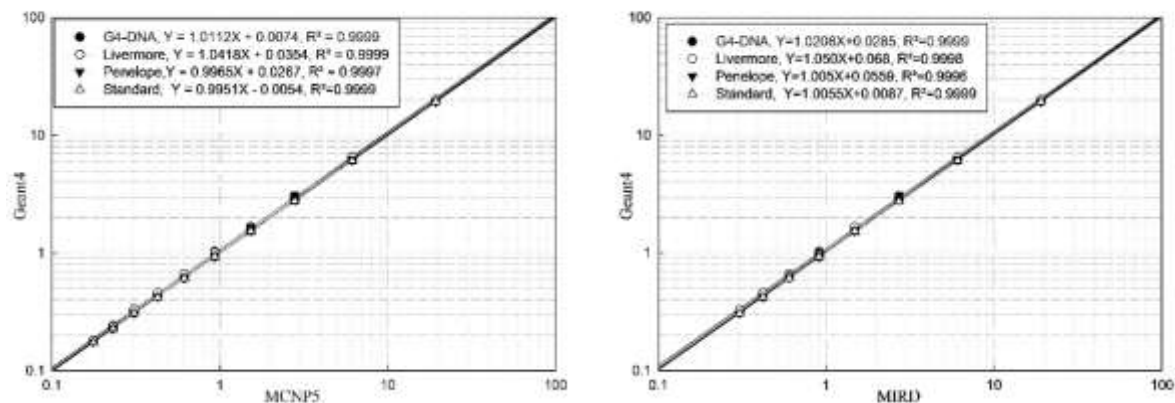 100
G4-DNA, Y = 1.0112X + 0.0074, R² = 0.9999
Livermore, Y = 1.0418X + 0.0354, R² = 0.9999
Penelope, Y = 0.9965X + 0.0267, R² = 0.9997
Standard, Y = 0.9951X - 0.0054, R²=0.9999
10
Geant4
1
0.1
0.1 1 10 100
MCNP5
100
G4-DNA, Y=1.0208X+0.0285, R²=0.9999
Livermore, Y=1.050X+0.068, R²=0.9998
Penelope, Y=1.005X+0.0559, R²=0.9996
Standard, Y=1.0055X+0.0087, R²=0.9999
10
Geant4
1
0.1
0.1 1 10 100
MIRD